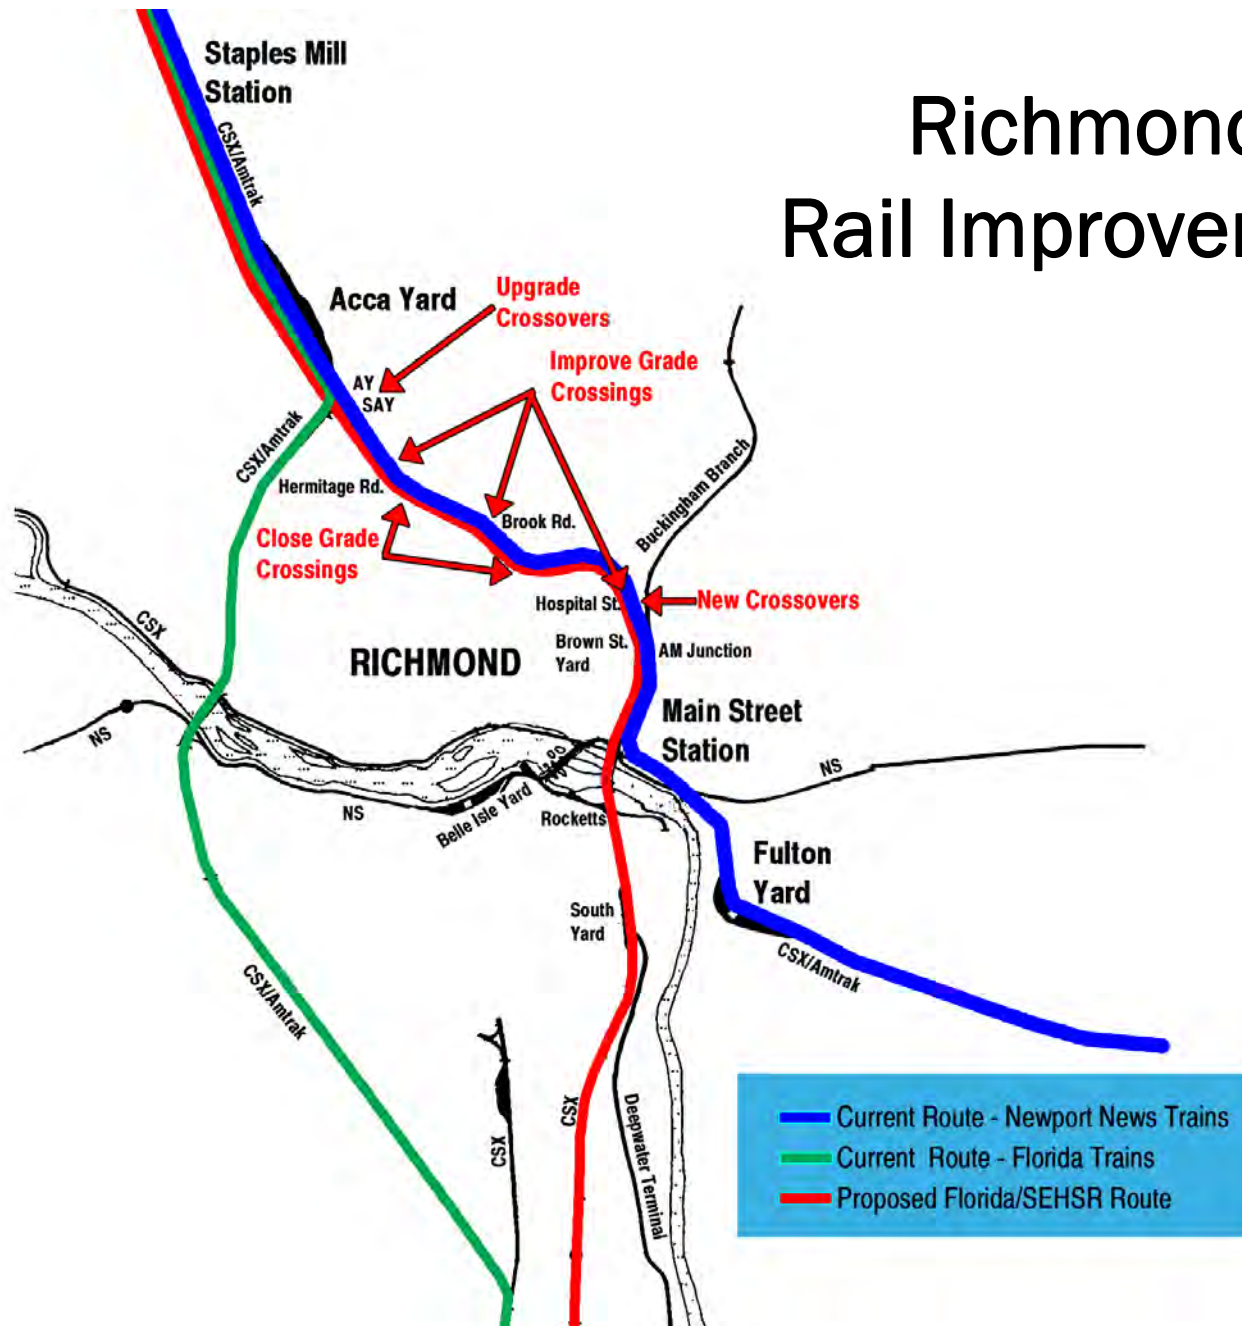 Richmond
Rail Improve
Staples Mill
Station
CSX/Amtrak
Acca Yard
Upgrade
Crossovers
Improve Grade
Crossings
AY
SAY
CSX/Amtrak
Hermitage Rd.
Brook Rd.
Buckingham Branch
Close Grade
Crossings
Hospital St.
New Crossovers
CSX
Brown St.
Yard
AM Junction
RICHMOND
Main Street
Station
NS
NS
NS
Belle Isle Yard
Rocketts
Fulton
Yard
South
Yard
CSX/Amtrak
CSX/Amtrak
CSX
CSX
Deepwater Terminal
Current Route - Newport News Trains
Current Route - Florida Trains
Proposed Florida/SEHSR Route